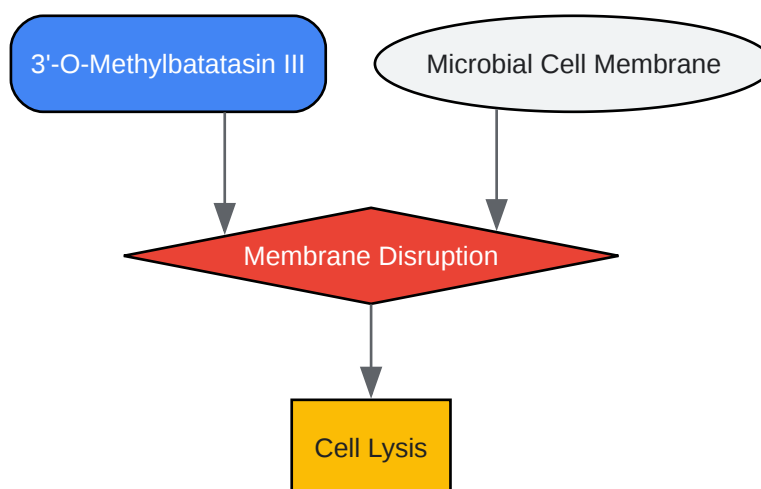 3'-O-Methylbatatasin III
Microbial Cell Membrane
Membrane Disruption
Cell Lysis